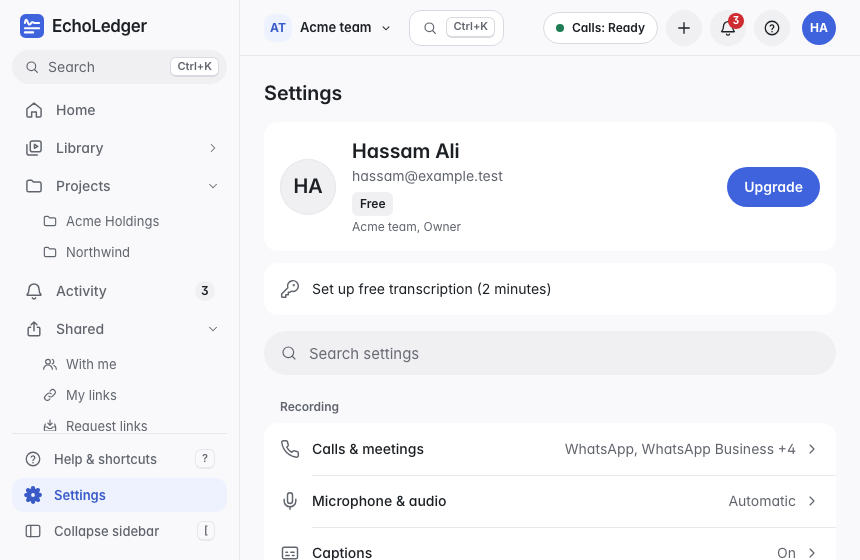 EchoLedger
Search Ctrl+K
Home
Library
Projects
Acme Holdings
Northwind
Activity 3
Shared
With me
My links
Request links
Help & shortcuts ?
Settings
Collapse sidebar [
AT Acme team Ctrl+K Calls: Ready 3 HA
Settings
HA
Hassam Ali
hassam@example.test
Free
Acme team, Owner
Upgrade
Set up free transcription (2 minutes)
Search settings
Recording
Calls & meetings WhatsApp, WhatsApp Business +4
Microphone & audio Automatic
Captions On